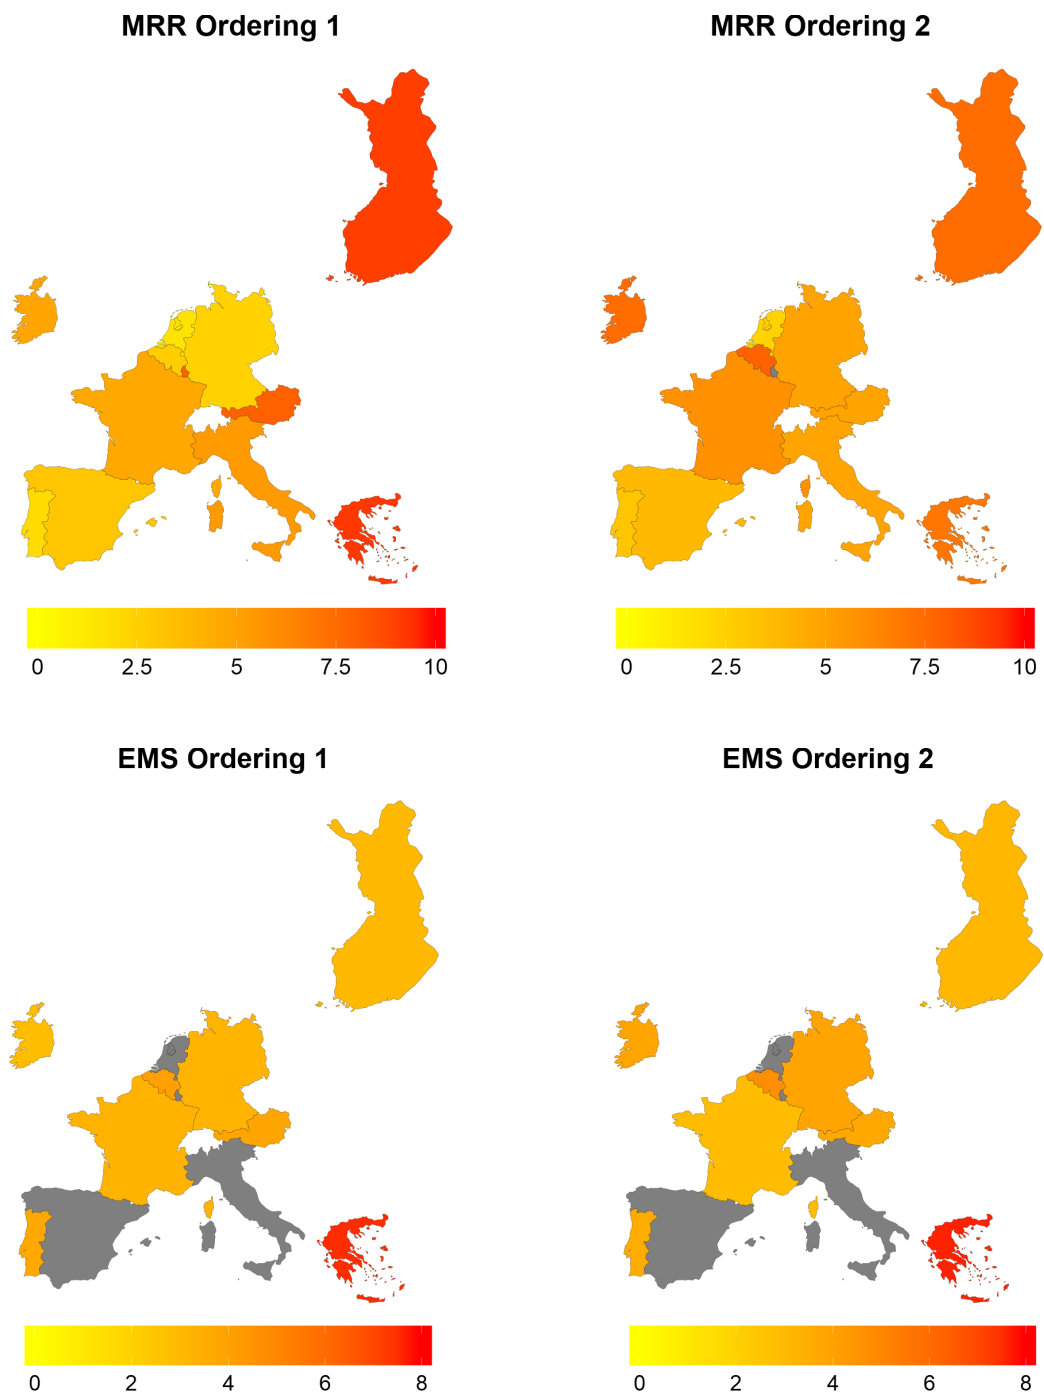 MRR Ordering 1
MRR Ordering 2
0 2.5 5 7.5 10
0 2.5 5 7.5 10
EMS Ordering 1
EMS Ordering 2
0 2 4 6 8
0 2 4 6 8